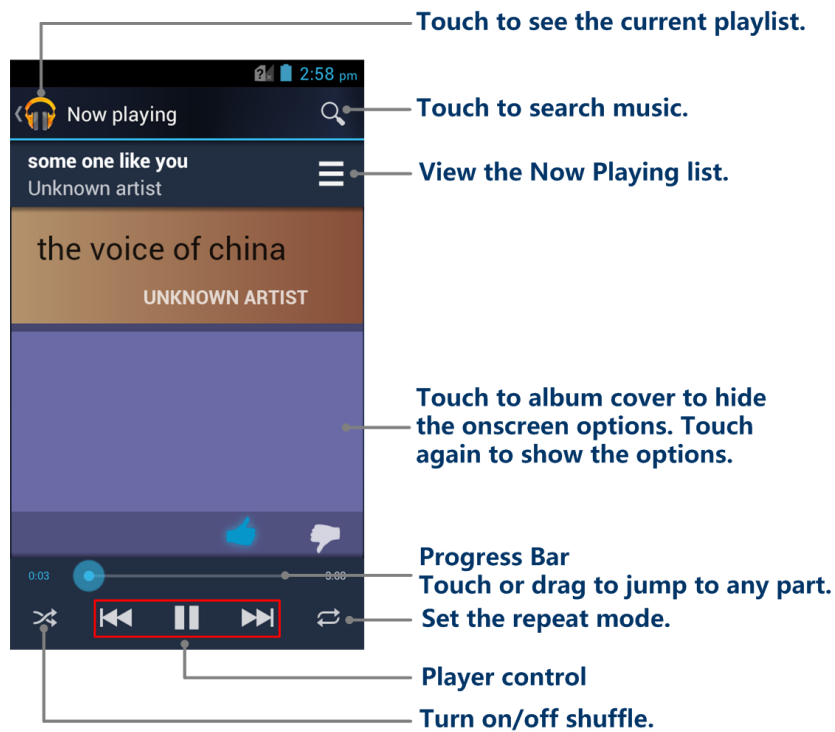 Touch to see the current playlist.
2:58 pm
Now playing
Touch to search music.
some one like you
Unknown artist
View the Now Playing list.
the voice of china
UNKNOWN ARTIST
Touch to album cover to hide
the onscreen options. Touch
again to show the options.
Progress Bar
Touch or drag to jump to any part.
0:03
3:00
Set the repeat mode.
Player control
Turn on/off shuffle.